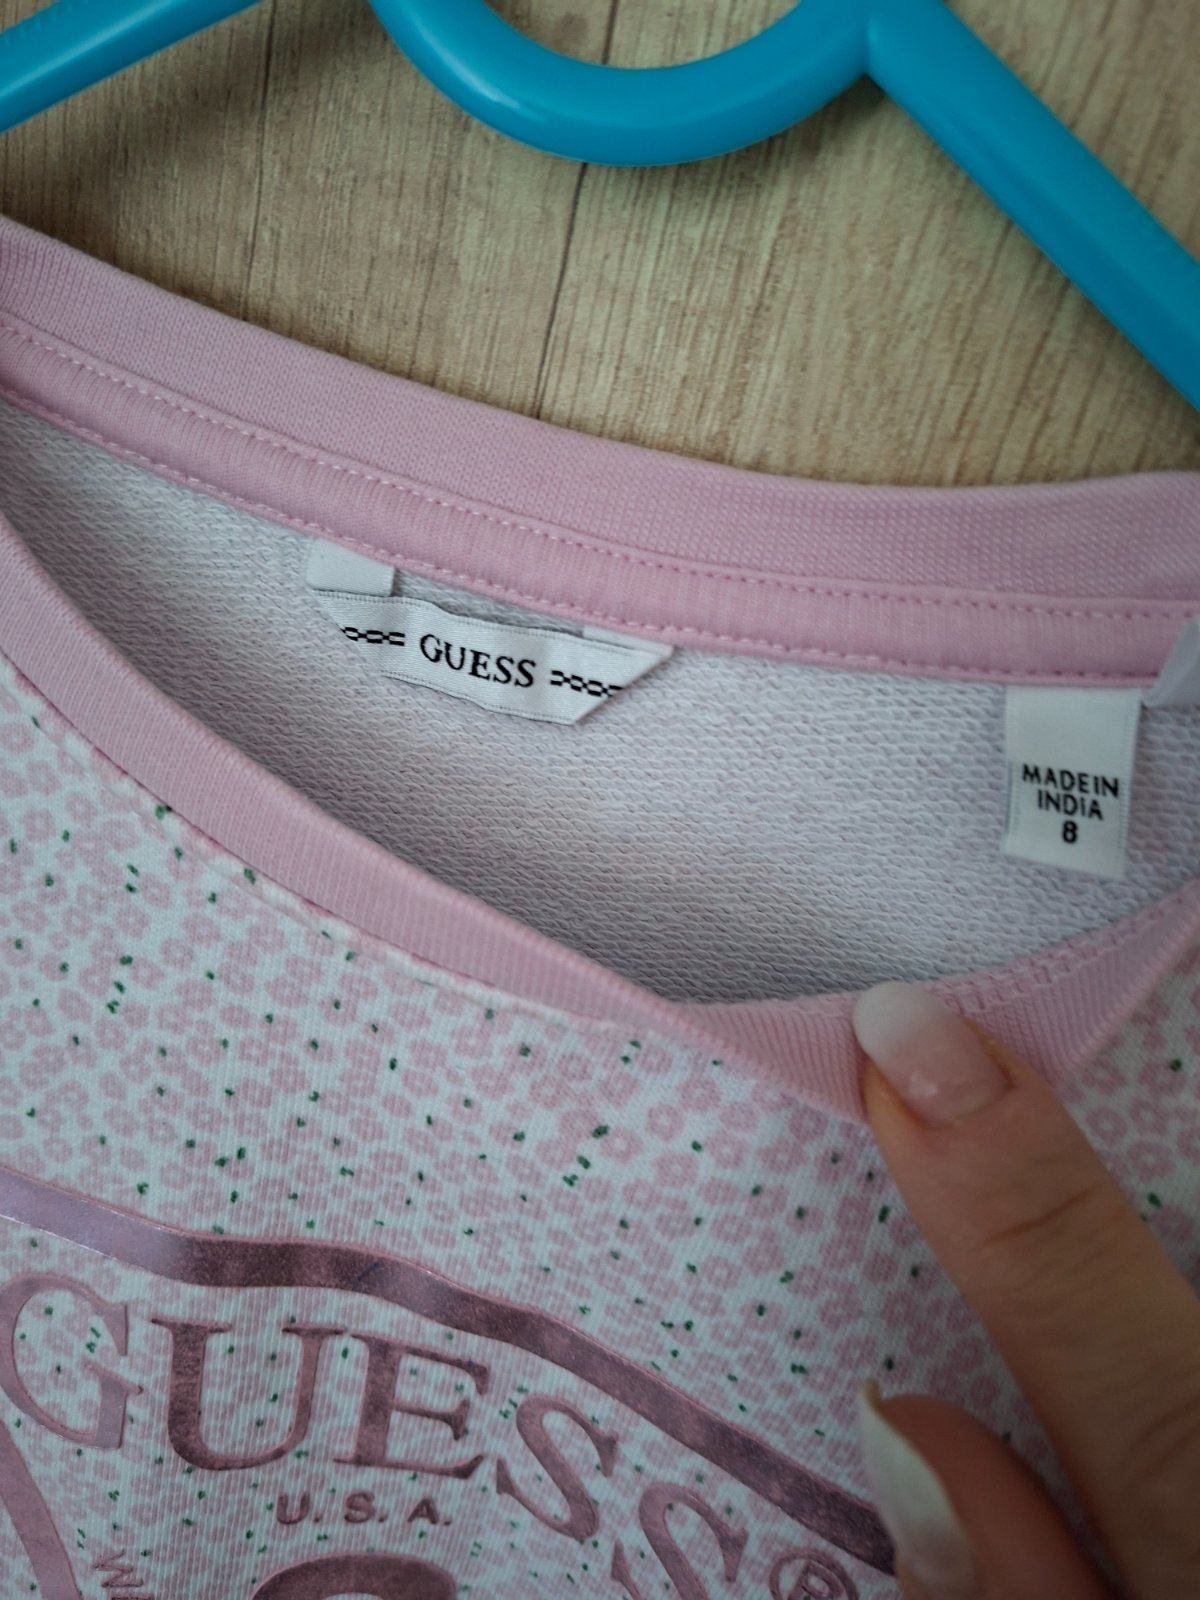 GUESS
MADE IN
INDIA
8
GUESS
U. S. A.
®